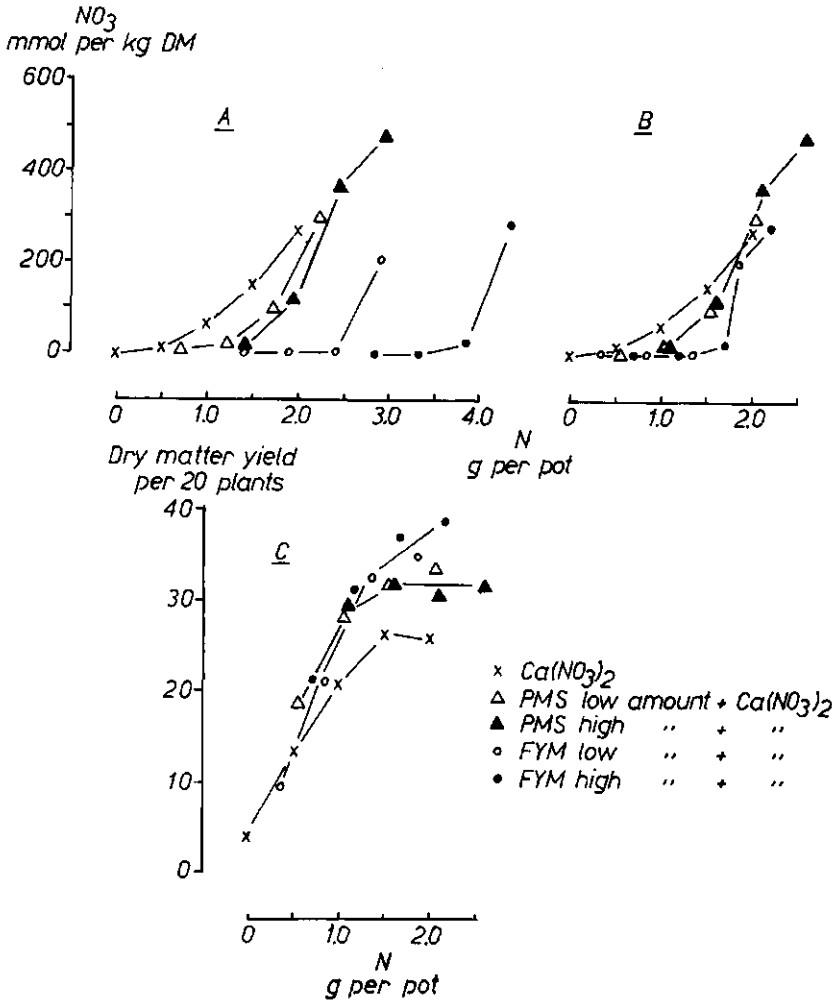 NO3
mmol per kg DM
600
400
200
0
A
B
0 1.0 2.0 3.0 4.0
0 1.0 2.0
N
g per pot
Dry matter yield
per 20 plants
40
30
20
10
0
C
x Ca(NO3)2
△ PMS low amount + Ca(NO3)2
▲ PMS high ,, + ,,
○ FYM low ,, + ,,
● FYM high ,, + ,,
0 1.0 2.0
N
g per pot